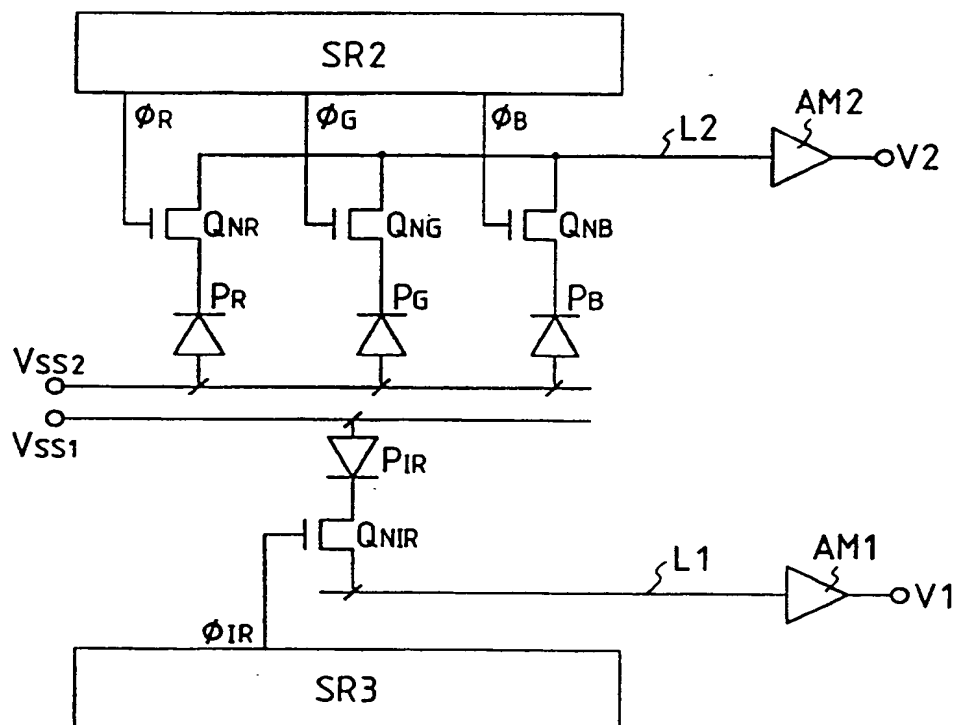 SR2
φR φG φB
L2 AM2 V2
QNR QNG QNB
PR PG PB
VSS2
VSS1
PIR
QNIR
L1 AM1 V1
φIR
SR3